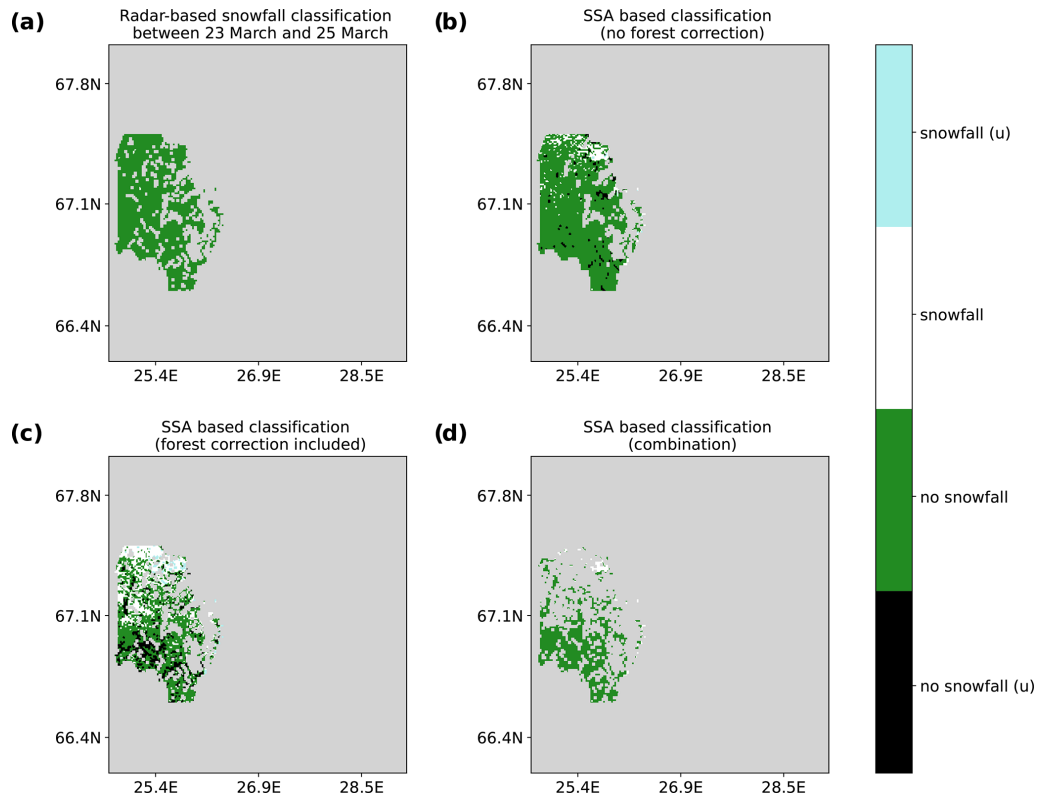 (a)
Radar-based snowfall classification
between 23 March and 25 March
67.8N
67.1N
66.4N
25.4E 26.9E 28.5E
(b)
SSA based classification
(no forest correction)
67.8N
67.1N
66.4N
25.4E 26.9E 28.5E
(c)
SSA based classification
(forest correction included)
67.8N
67.1N
66.4N
25.4E 26.9E 28.5E
(d)
SSA based classification
(combination)
67.8N
67.1N
66.4N
25.4E 26.9E 28.5E
snowfall (u)
snowfall
no snowfall
no snowfall (u)